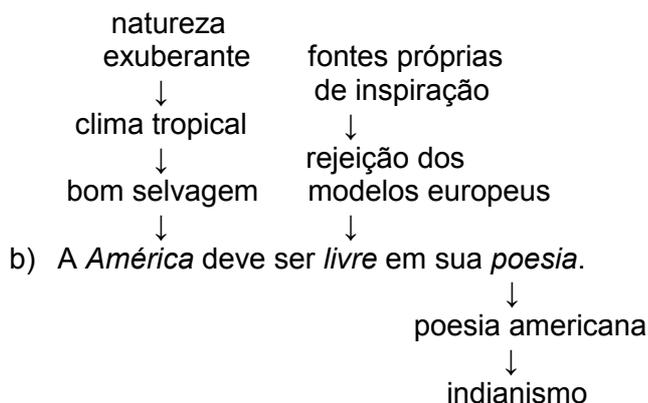 natureza
exuberante fontes próprias
↓ de inspiração
clima tropical ↓
↓ rejeição dos
bom selvagem modelos europeus
↓ ↓
b) A América deve ser livre em sua poesia.
↓
poesia americana
↓
indianismo